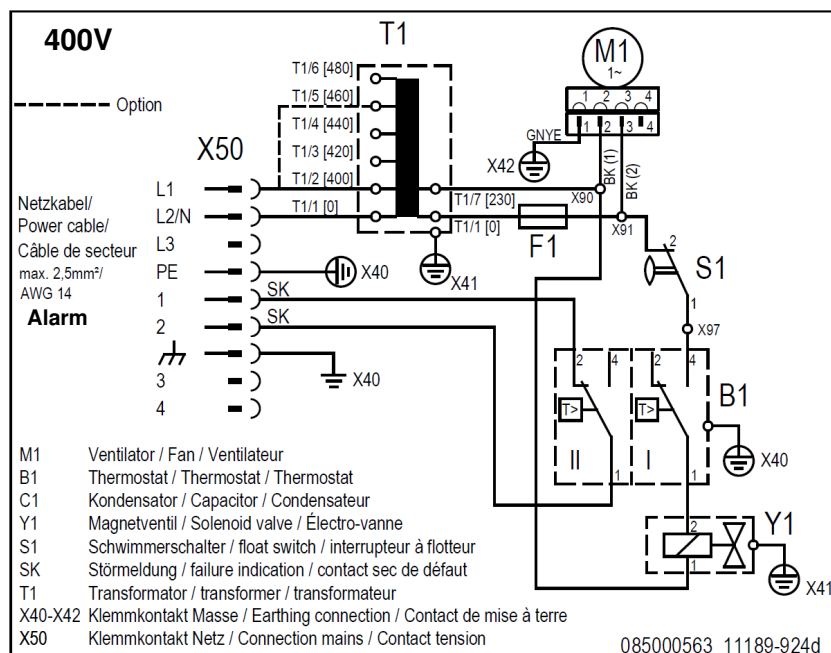 400V
T1
M1
1~
Option
T1/6 [480]
T1/5 [460]
T1/4 [440]
T1/3 [420]
T1/2 [400]
T1/1 [0]
1 2 3 4
1 2 3 4
GNYE
X42
BK (1)
BK (2)
X50
L1
L2/N
L3
PE
1
2
3
4
Netzkabel/
Power cable/
Câble de secteur
max. 2,5mm²/
AWG 14
Alarm
T1/7 [230]
T1/1 [0]
X90
X91
F1
X41
X40
SK
SK
X40
2
S1
1
X97
2 4
2 4
T>
T>
B1
II
I
1
1
X40
2
Y1
1
X41
M1 Ventilator / Fan / Ventilateur
B1 Thermostat / Thermostat / Thermostat
C1 Kondensator / Capacitor / Condensateur
Y1 Magnetventil / Solenoid valve / Électro-vanne
S1 Schwimmerschalter / float switch / interrupteur à flotteur
SK Störmeldung / failure indication / contact sec de défaut
T1 Transformator / transformer / transformateur
X40-X42 Klemmkontakt Masse / Earthing connection / Contact de mise à terre
X50 Klemmkontakt Netz / Connection mains / Contact tension
085000563 11189-924d